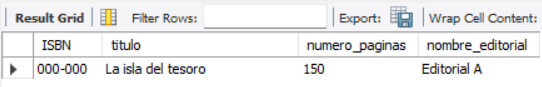 Result Grid Filter Rows: Export: Wrap Cell Content:
ISBN titulo numero_paginas nombre_editorial
000-000 La isla del tesoro 150 Editorial A